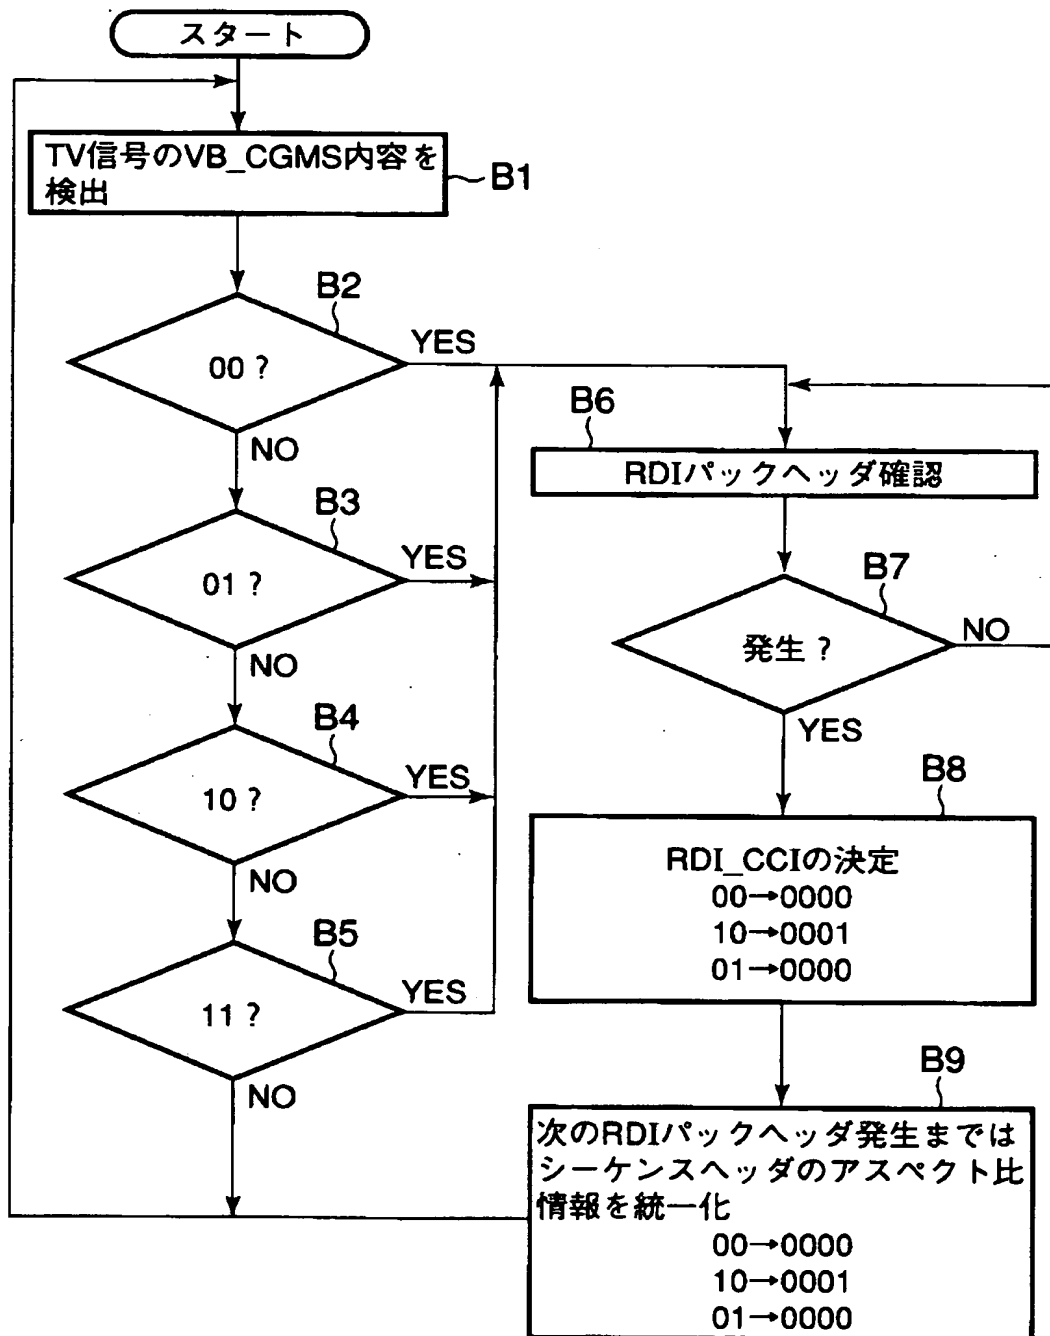 スタート
TV信号のVB_CGMS内容を
検出
B1
B2
00？
YES
NO
B3
01？
YES
NO
B4
10？
YES
NO
B5
11？
YES
NO
B6
RDIパックヘッダ確認
B7
発生？
NO
YES
B8
RDI_CCIの決定
00→0000
10→0001
01→0000
B9
次のRDIパックヘッダ発生までは
シーケンスヘッダのアスペクト比
情報を統一化
00→0000
10→0001
01→0000